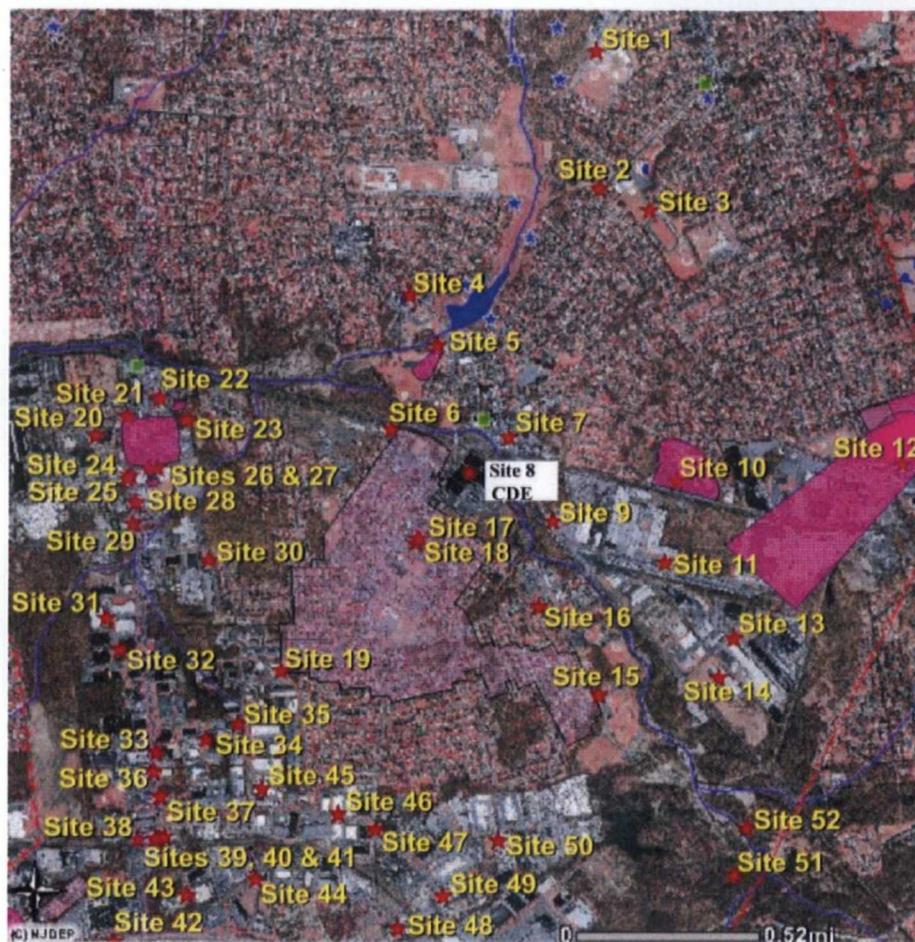 Site 1
Site 2
Site 3
Site 4
Site 5
Site 22
Site 21
Site 6
Site 20
Site 23
Site 7
Site 12
Site 24
Sites 26 & 27
Site 8
CDE
Site 10
Site 25
Site 28
Site 9
Site 17
Site 29
Site 18
Site 30
Site 11
Site 31
Site 16
Site 13
Site 32
Site 19
Site 14
Site 15
Site 35
Site 33
Site 34
Site 36
Site 45
Site 37
Site 46
Site 38
Site 47
Site 50
Site 52
Sites 39, 40 & 41
Site 51
Site 43
Site 44
Site 49
Site 42
Site 48
(C) NJDEP
0 0.52mi